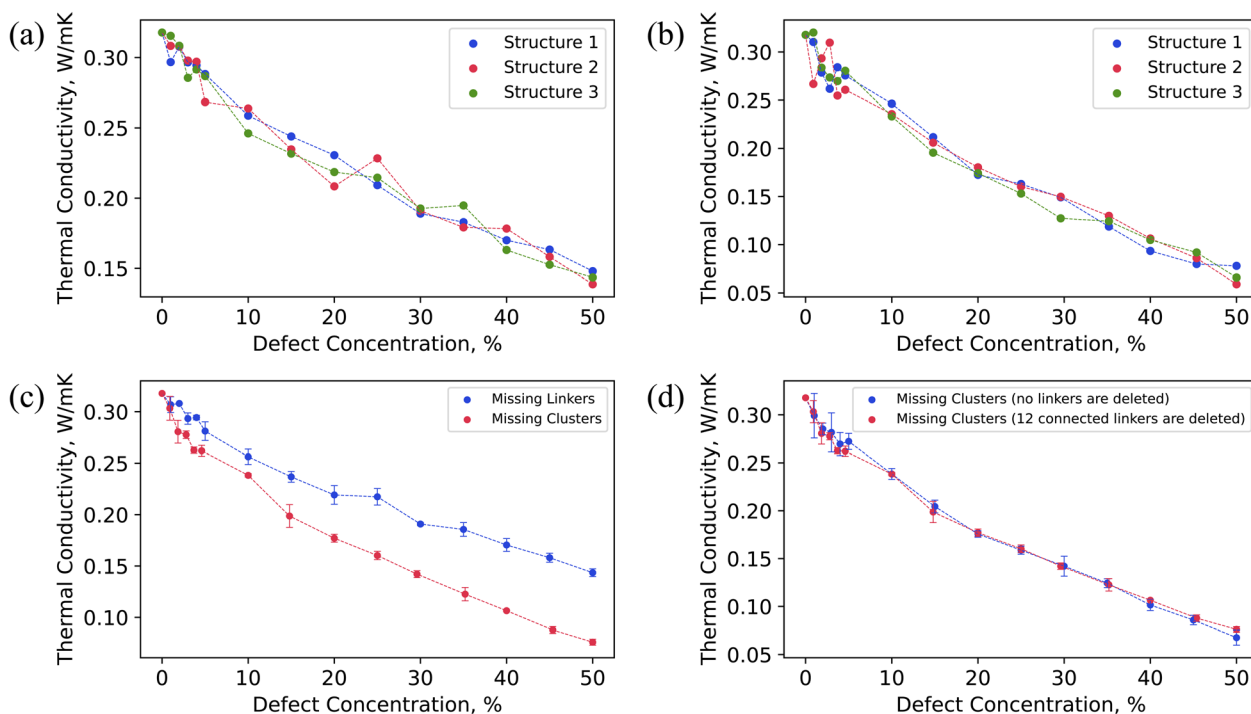 (a)
Thermal Conductivity, W/mK
0.30
0.25
0.20
0.15
0 10 20 30 40 50
Defect Concentration, %
Structure 1
Structure 2
Structure 3
(b)
Thermal Conductivity, W/mK
0.30
0.25
0.20
0.15
0.10
0.05
0 10 20 30 40 50
Defect Concentration, %
Structure 1
Structure 2
Structure 3
(c)
Thermal Conductivity, W/mK
0.30
0.25
0.20
0.15
0.10
0 10 20 30 40 50
Defect Concentration, %
Missing Linkers
Missing Clusters
(d)
Thermal Conductivity, W/mK
0.30
0.25
0.20
0.15
0.10
0.05
0 10 20 30 40 50
Defect Concentration, %
Missing Clusters (no linkers are deleted)
Missing Clusters (12 connected linkers are deleted)